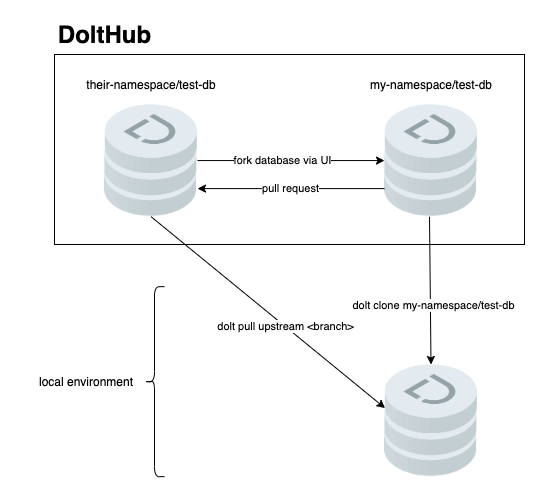 DoltHub
their-namespace/test-db
my-namespace/test-db
fork database via UI
pull request
dolt clone my-namespace/test-db
dolt pull upstream <branch>
local environment